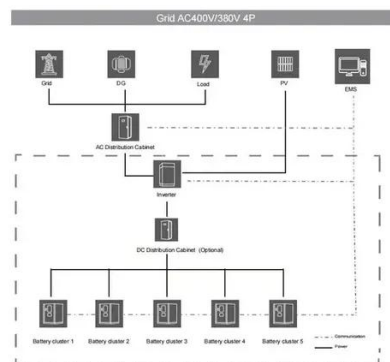 Grid AC400V/380V 4P
Grid
DG
Load
PV
EMS
AC Distribution Cabinet
Inverter
DC Distribution Cabinet (Optional)
Battery cluster 1
Battery cluster 2
Battery cluster 3
Battery cluster 4
Battery cluster 5
Communication
Power